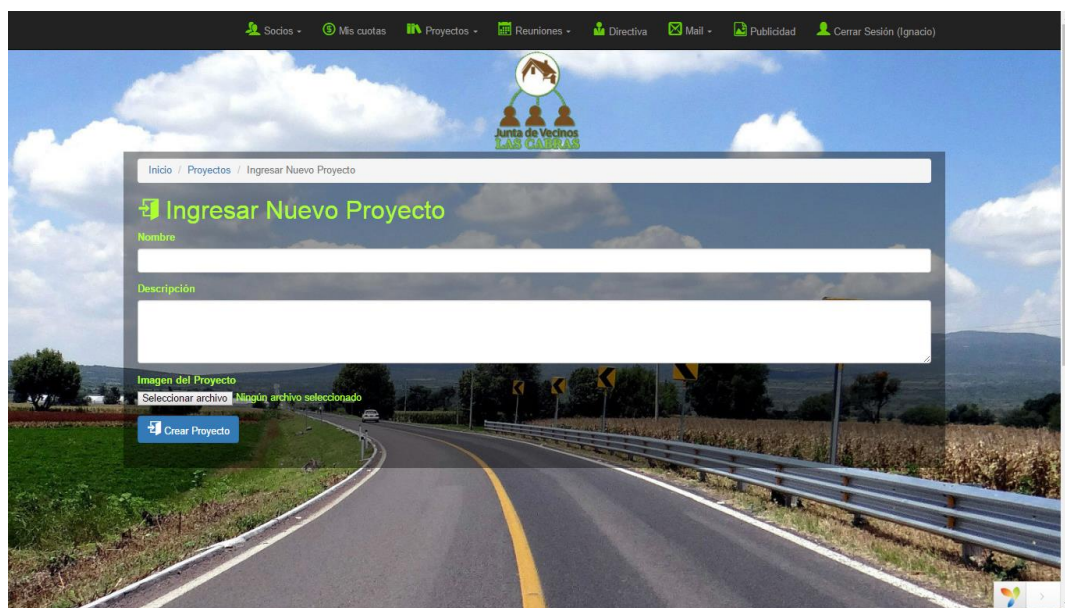 Socios Mis cuotas Proyectos Reuniones Directiva Mail Publicidad Cerrar Sesión (Ignacio)
Junta de Vecinos
LAS CABRAS
Inicio / Proyectos / Ingresar Nuevo Proyecto
Ingresar Nuevo Proyecto
Nombre
Descripción
Imagen del Proyecto
Seleccionar archivo Ningún archivo seleccionado
Crear Proyecto